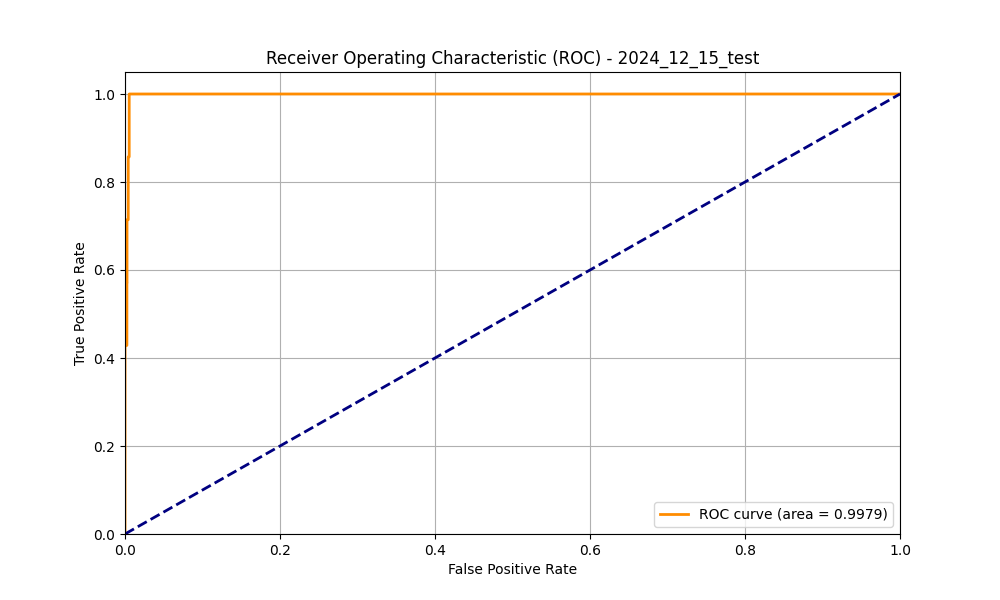 Receiver Operating Characteristic (ROC) - 2024_12_15_test
1.0
0.8
0.6
0.4
0.2
0.0
True Positive Rate
0.0 0.2 0.4 0.6 0.8 1.0
False Positive Rate
ROC curve (area = 0.9979)